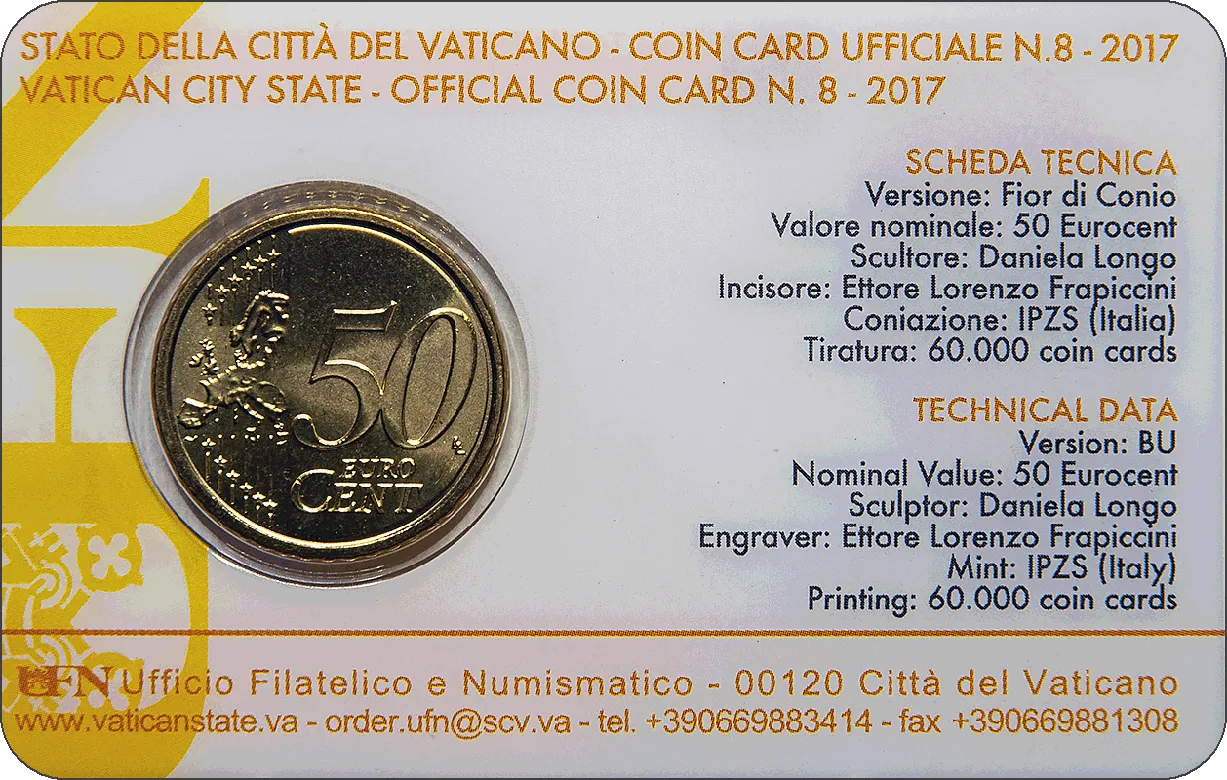 STATO DELLA CITTÀ DEL VATICANO - COIN CARD UFFICIALE N.8 - 2017
VATICAN CITY STATE - OFFICIAL COIN CARD N. 8 - 2017
SCHEDA TECNICA
Versione: Fior di Conio
Valore nominale: 50 Eurocent
Scultore: Daniela Longo
Incisore: Ettore Lorenzo Frapiccini
Coniazione: IPZS (Italia)
Tiratura: 60.000 coin cards
50
EURO
CENT
TECHNICAL DATA
Version: BU
Nominal Value: 50 Eurocent
Sculptor: Daniela Longo
Engraver: Ettore Lorenzo Frapiccini
Mint: IPZS (Italy)
Printing: 60.000 coin cards
UFN Ufficio Filatelico e Numismatico - 00120 Città del Vaticano
www.vaticanstate.va - order.ufn@scv.va - tel. +390669883414 - fax +390669881308